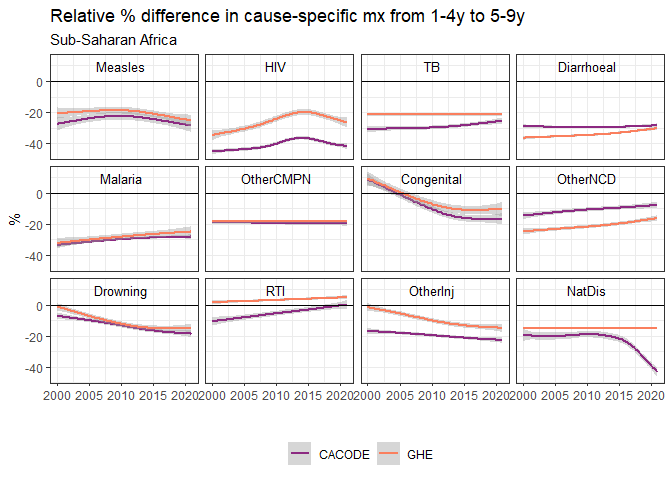 Relative % difference in cause-specific mx from 1-4y to 5-9y
Sub-Saharan Africa
Measles HIV TB Diarrhoeal
0
-20
-40
Malaria OtherCMPN Congenital OtherNCD
0
-20
-40
%
Drowning RTI OtherInj NatDis
0
-20
-40
2000 2005 2010 2015 2020 2000 2005 2010 2015 2020 2000 2005 2010 2015 2020 2000 2005 2010 2015 2020
CACODE GHE